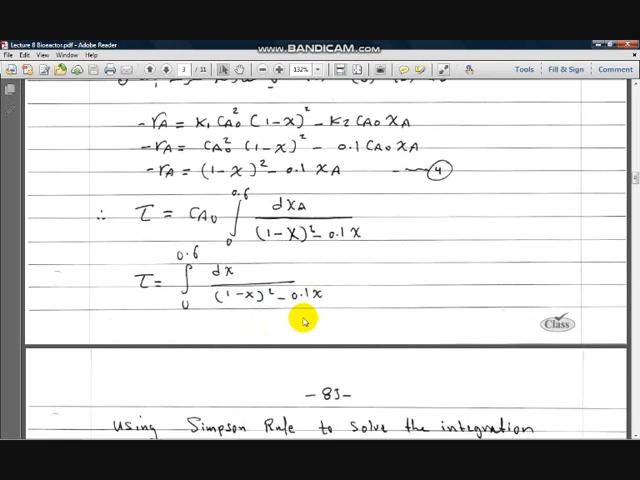 Lecture 8 Bioeactos.pdf - Adobe Reader
WWW.BANDICAM.COM
File Edit View Window Help
3 / 11 132% Tools Fill & Sign Comment
-rA = K1 CA0² (1-x)² - K2 CA0 XA
-rA = CA0² (1-x)² - 0.1 CA0 XA
-rA = (1-x)² - 0.1 XA 4
∴ τ = CA0 ∫₀^0.6 dXA / ((1-X)² - 0.1X)
τ = ∫₀^0.6 dx / ((1-x)² - 0.1x)
Class
-83-
Using Simpson Rule to solve the integration